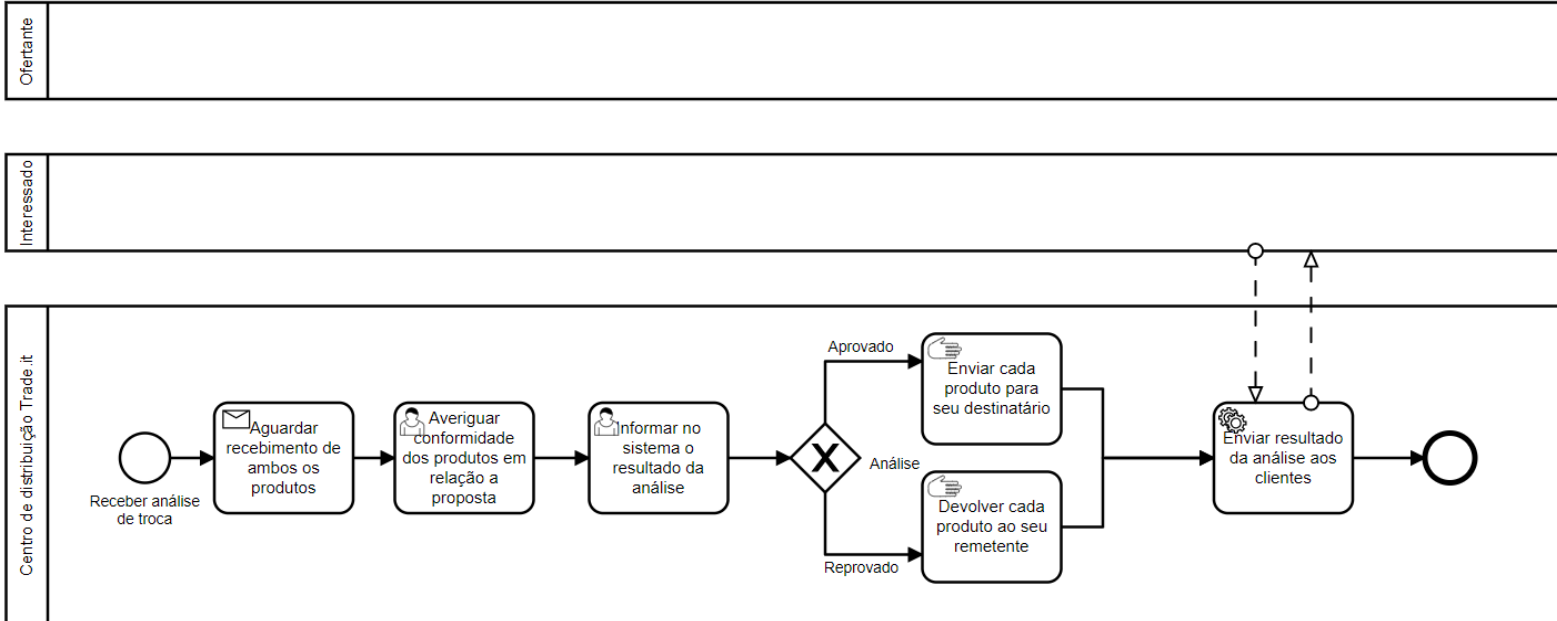 Ofertante
Interessado
Centro de distribuição Trade.it
Receber análise
de troca
Aguardar
recebimento de
ambos os
produtos
Averiguar
conformidade
dos produtos em
relação a
proposta
Informar no
sistema o
resultado da
análise
Análise
Aprovado
Enviar cada
produto para
seu destinatário
Reprovado
Devolver cada
produto ao seu
remetente
Enviar resultado
da análise aos
clientes